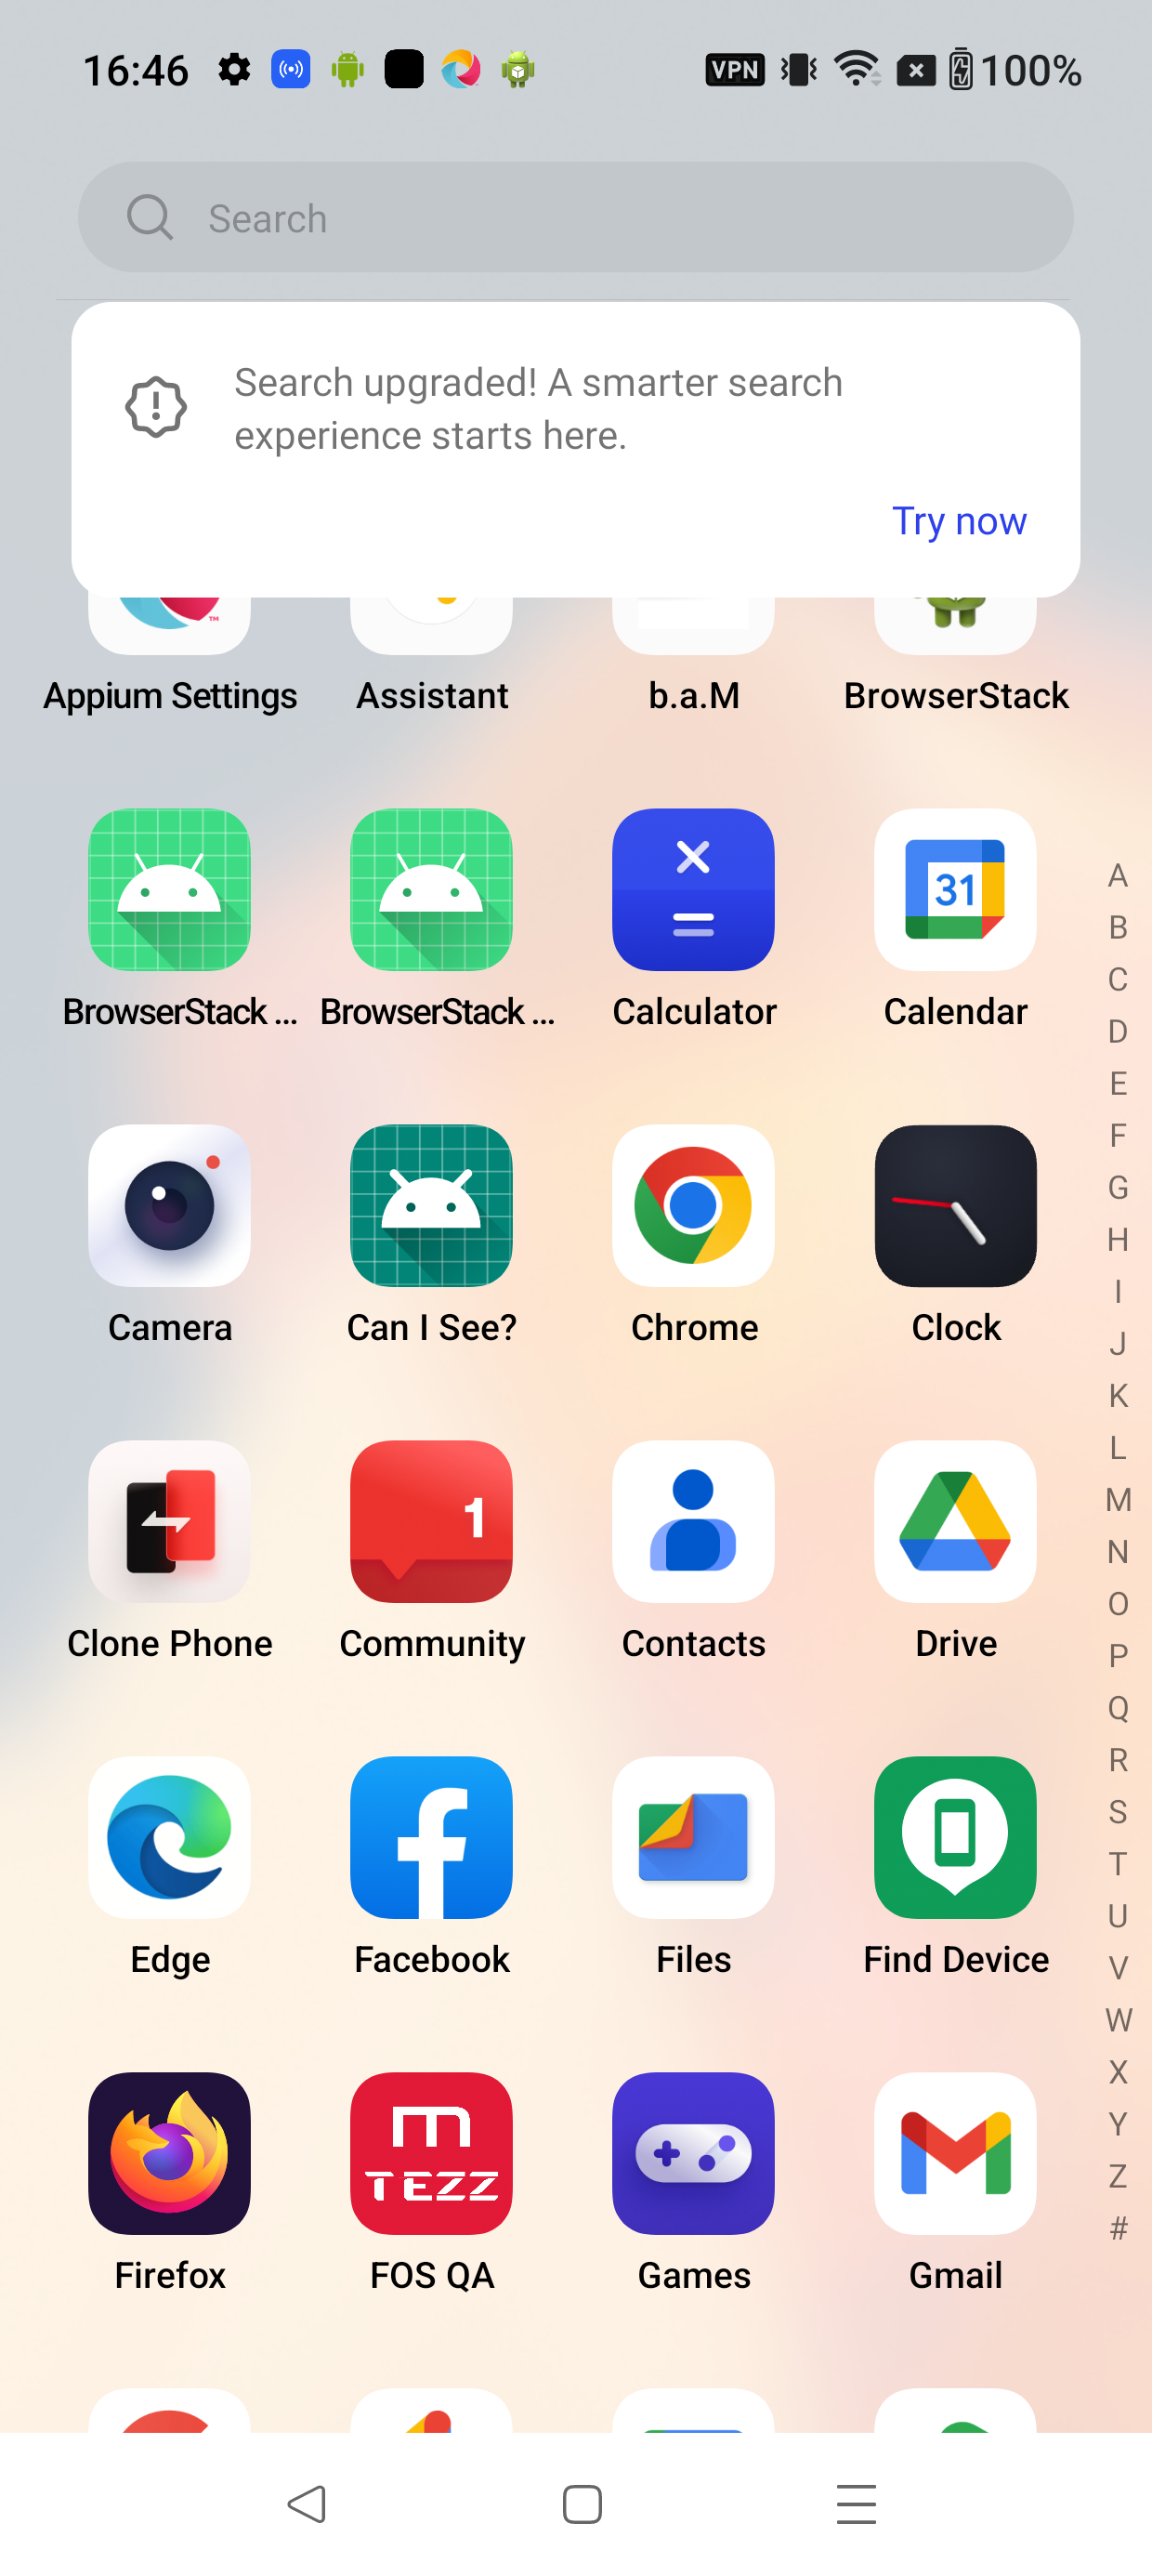 16:46
VPN
100%
Search
Search upgraded! A smarter search
experience starts here.
Try now
TM
Appium Settings
Assistant
b.a.M
BrowserStack
BrowserStack ...
BrowserStack ...
Calculator
31
Calendar
Camera
Can I See?
Chrome
Clock
Clone Phone
1
Community
Contacts
Drive
Edge
Facebook
Files
Find Device
Firefox
m
TEZZ
FOS QA
Games
Gmail
A
B
C
D
E
F
G
H
I
J
K
L
M
N
O
P
Q
R
S
T
U
V
W
X
Y
Z
#